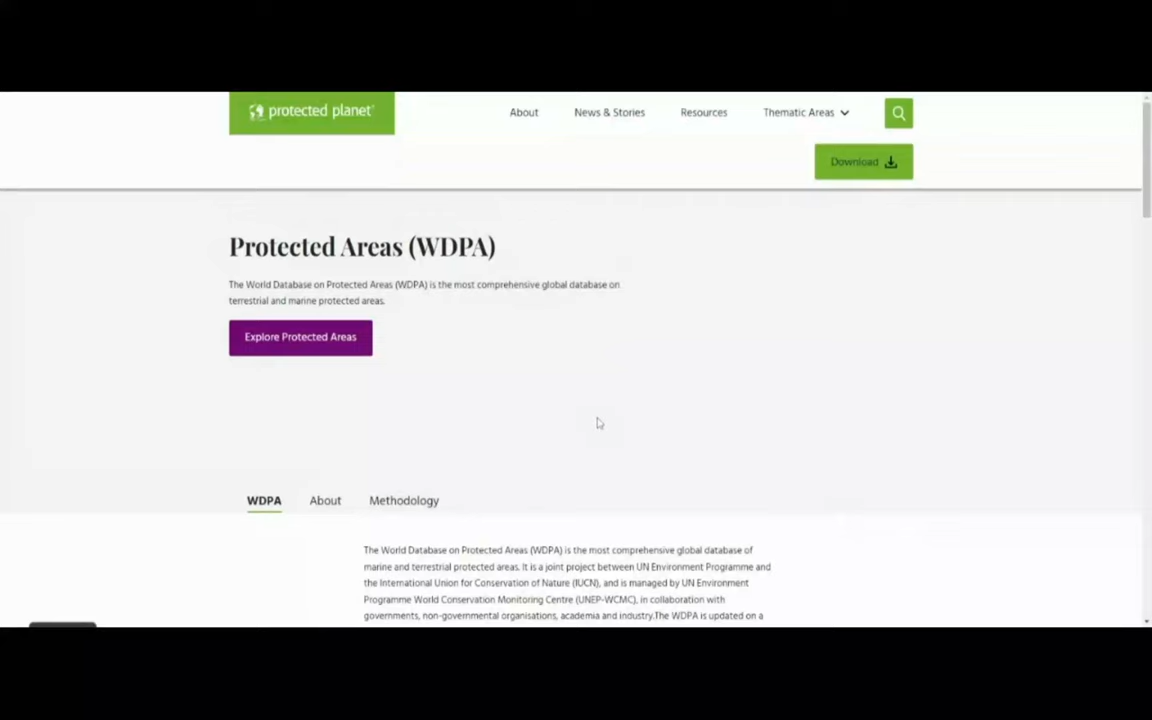 protected planet
About News & Stories Resources Thematic Areas
Download
Protected Areas (WDPA)
The World Database on Protected Areas (WDPA) is the most comprehensive global database on
terrestrial and marine protected areas.
Explore Protected Areas
WDPA About Methodology
The World Database on Protected Areas (WDPA) is the most comprehensive global database of
marine and terrestrial protected areas. It is a joint project between UN Environment Programme and
the International Union for Conservation of Nature (IUCN), and is managed by UN Environment
Programme World Conservation Monitoring Centre (UNEP-WCMC), in collaboration with
governments, non-governmental organisations, academia and industry.The WDPA is updated on a